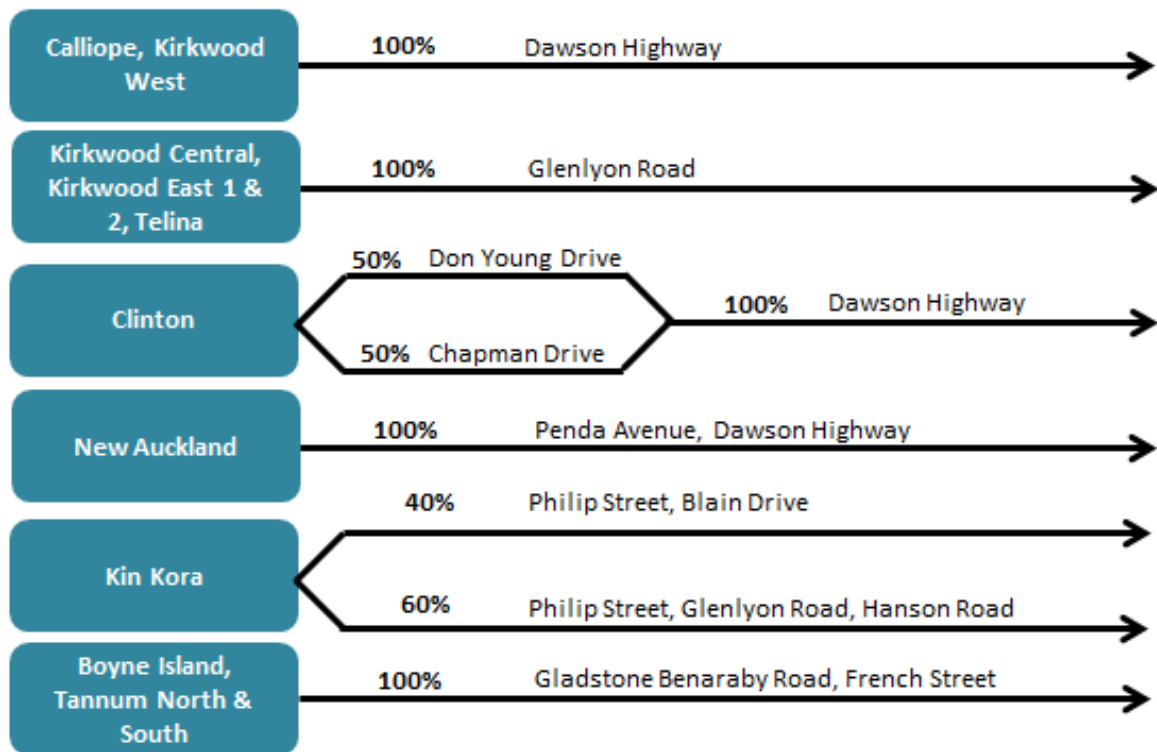 Calliope, Kirkwood
West
100% Dawson Highway
Kirkwood Central,
Kirkwood East 1 &
2, Telina
100% Glenlyon Road
Clinton
50% Don Young Drive
50% Chapman Drive
100% Dawson Highway
New Auckland
100% Penda Avenue, Dawson Highway
Kin Kora
40% Philip Street, Blain Drive
60% Philip Street, Glenlyon Road, Hanson Road
Boyne Island,
Tannum North &
South
100% Gladstone Benaraby Road, French Street